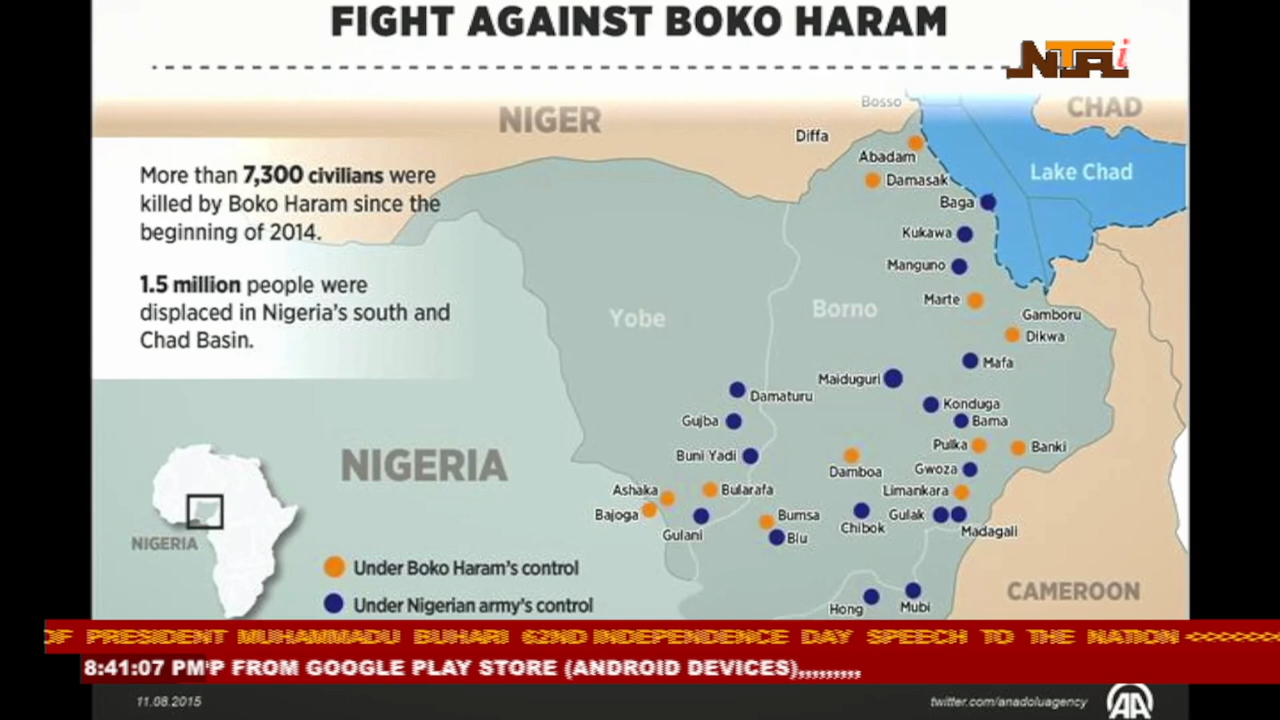 FIGHT AGAINST BOKO HARAM
NTAi
NIGER
CHAD
Bosso
Diffa
Abadam
Damasak
Lake Chad
Baga
Kukawa
Manguno
Marte
Gamboru
Dikwa
Mafa
Maiduguri
Konduga
Bama
Pulka
Banki
Gwoza
Limankara
Gulak
Madagali
Damboa
Chibok
Hong
Mubi
Yobe
Borno
Damaturu
Gujba
Buni Yadi
Bularafa
Ashaka
Bajoga
Gulani
Bumsa
Blu
More than 7,300 civilians were
killed by Boko Haram since the
beginning of 2014.
1.5 million people were
displaced in Nigeria's south and
Chad Basin.
NIGERIA
NIGERIA
Under Boko Haram's control
Under Nigerian army's control
CAMEROON
OF PRESIDENT MUHAMMADU BUHARI 62ND INDEPENDENCE DAY SPEECH TO THE NATION <<<<<<<
8:41:07 PM'P FROM GOOGLE PLAY STORE (ANDROID DEVICES),,,,,,,,,
11.08.2015
twitter.com/anadoluagency
AA